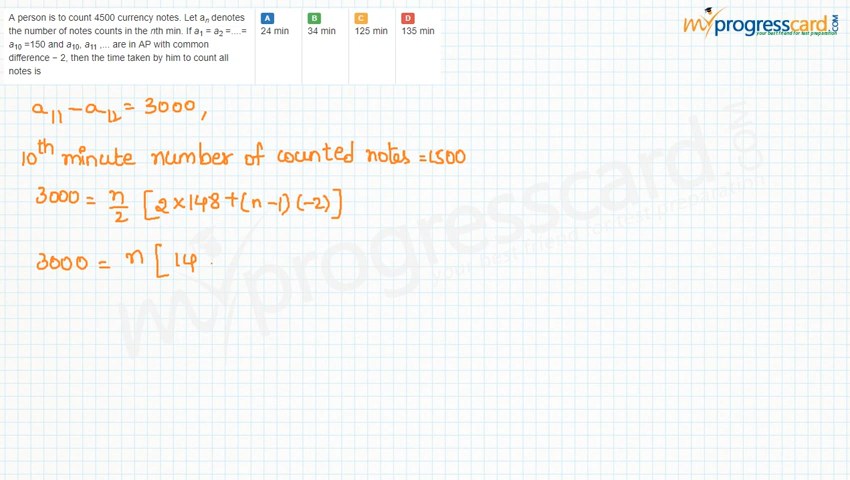 A person is to count 4500 currency notes. Let aₙ denotes
the number of notes counts in the nth min. If a₁ = a₂ =....=
a₁₀ =150 and a₁₀, a₁₁ ,... are in AP with common
difference − 2, then the time taken by him to count all
notes is
A
24 min
B
34 min
C
125 min
D
135 min
myprogresscard.COM
your best friend for test preparation
a₁₁ – a₁₂ = 3000,
10th minute number of counted notes = 1500
3000 = n/2 [2 × 148 + (n – 1) (–2)]
3000 = n [14
myprogresscard.COM